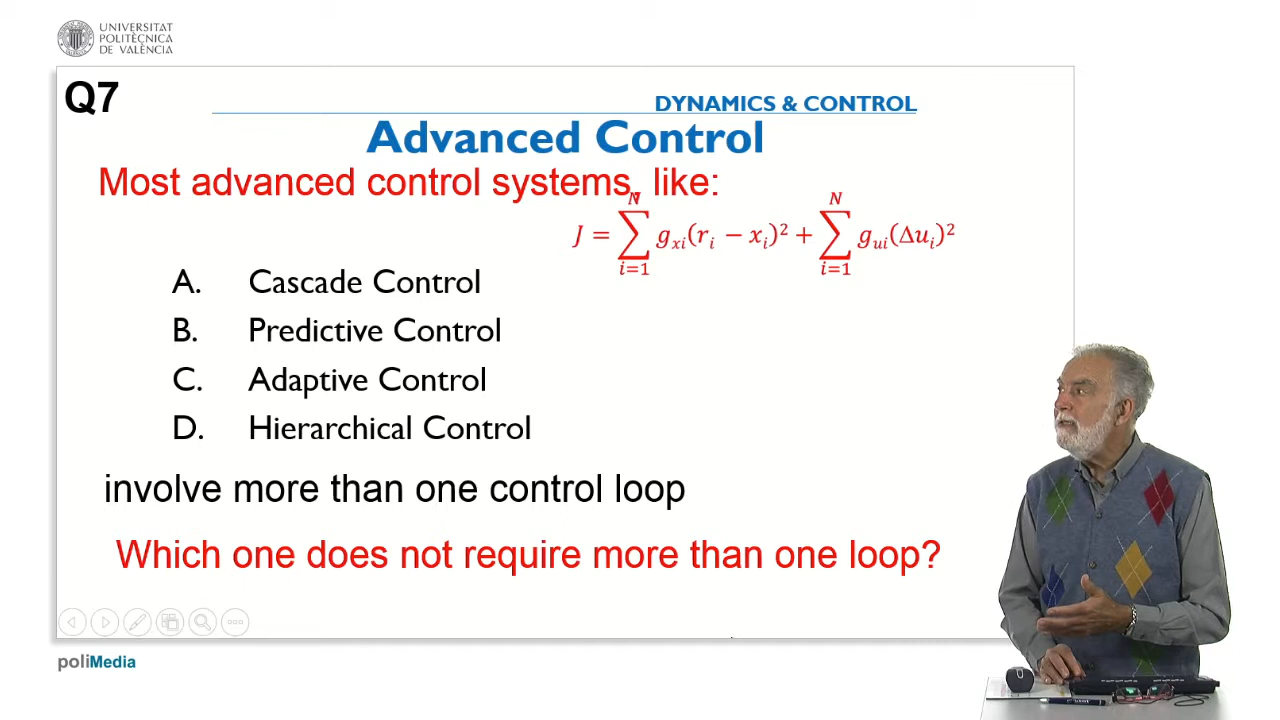 UNIVERSITAT
POLITÈCNICA
DE VALÈNCIA
Q7
DYNAMICS & CONTROL
Advanced Control
Most advanced control systems, like:
J = \sum_{i=1}^{N} g_{xi}(r_i − x_i)^2 + \sum_{i=1}^{N} g_{ui}(Δu_i)^2
A. Cascade Control
B. Predictive Control
C. Adaptive Control
D. Hierarchical Control
involve more than one control loop
Which one does not require more than one loop?
poliMedia